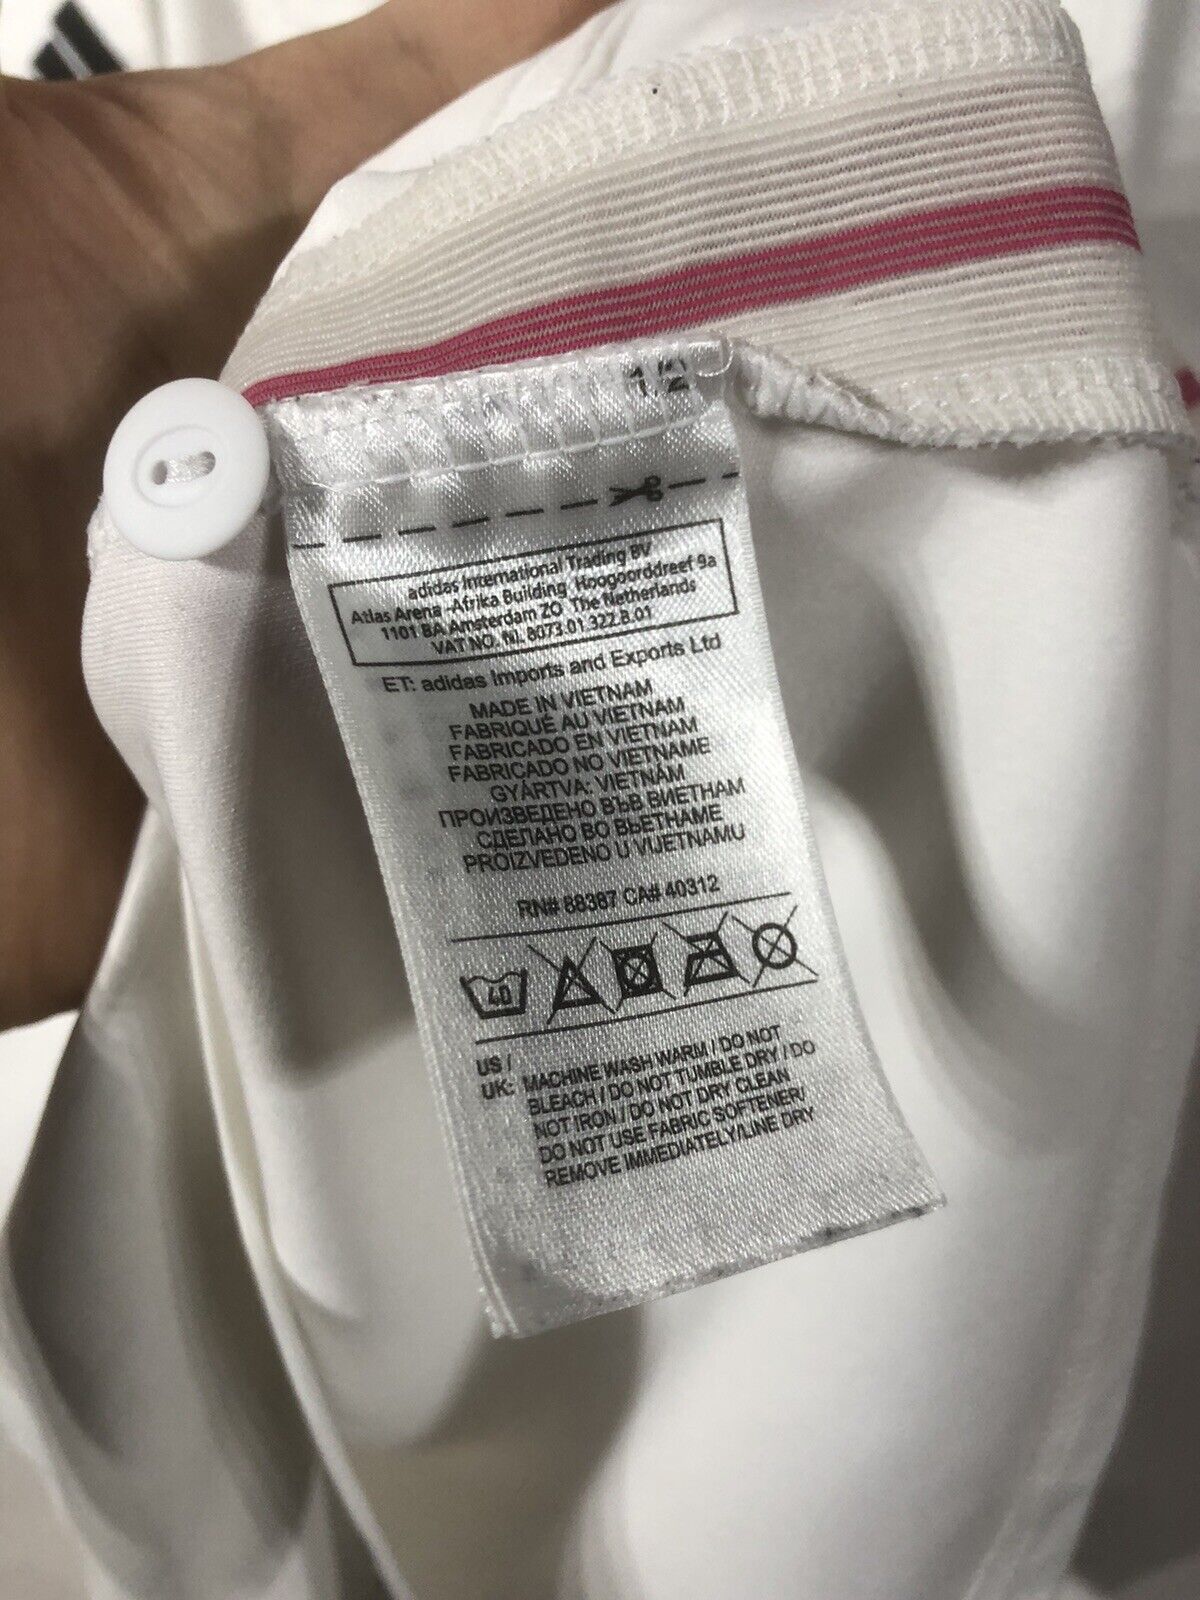 12
adidas International Trading BV
Atlas Arena -Afrika Building Hoogoorddreef 9a
1101 BA Amsterdam ZO The Netherlands
VAT NO. NL 8073.01.322.B.01
ET: adidas Imports and Exports Ltd
MADE IN VIETNAM
FABRIQUÉ AU VIETNAM
FABRICADO EN VIETNAM
FABRICADO NO VIETNAME
GYÁRTVA: VIETNÁM
ПРОИЗВЕДЕНО ВЪВ ВИЕТНАМ
СДЕЛАНО ВО ВЬЕТНАМЕ
PROIZVEDENO U VIJETNAMU
RN# 88387 CA# 40312
40
US /
UK: MACHINE WASH WARM / DO NOT
BLEACH / DO NOT TUMBLE DRY / DO
NOT IRON / DO NOT DRY CLEAN
DO NOT USE FABRIC SOFTENER/
REMOVE IMMEDIATELY/LINE DRY